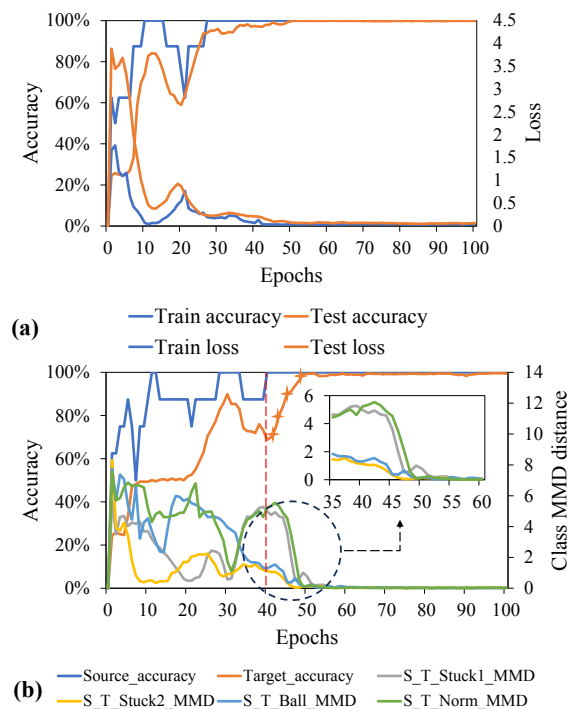 100% 4.5
80% 4
60% 3.5
40% 3
20% 2.5
0% 2
1.5
1
0.5
0
Accuracy
Loss
0 10 20 30 40 50 60 70 80 90 100
Epochs
(a)
Train accuracy Test accuracy
Train loss Test loss
100% 14
80% 12
60% 10
40% 8
20% 6
0% 4
2
0
Accuracy
Class MMD distance
6
4
2
0
35 40 45 50 55 60
0 10 20 30 40 50 60 70 80 90 100
Epochs
(b)
Source_accuracy Target_accuracy S_T_Stuck1_MMD
S_T_Stuck2_MMD S_T_Ball_MMD S_T_Norm_MMD